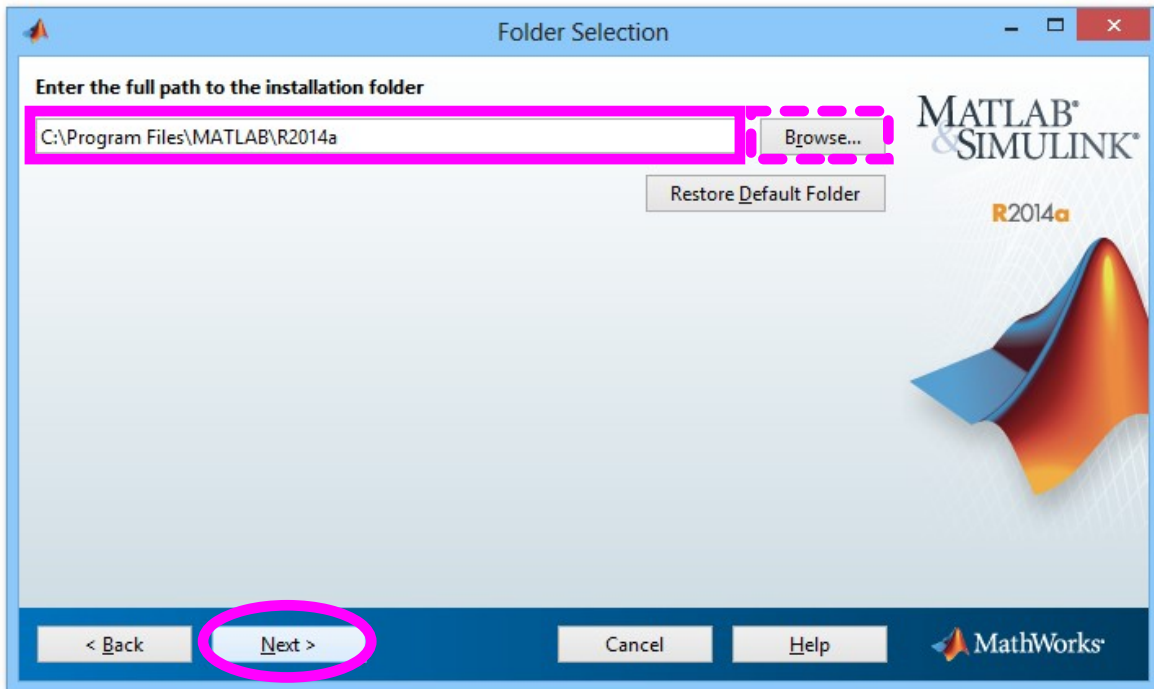 Folder Selection
Enter the full path to the installation folder
C:\Program Files\MATLAB\R2014a
Browse...
Restore Default Folder
MATLAB®
&SIMULINK®
R2014a
< Back
Next >
Cancel
Help
MathWorks®